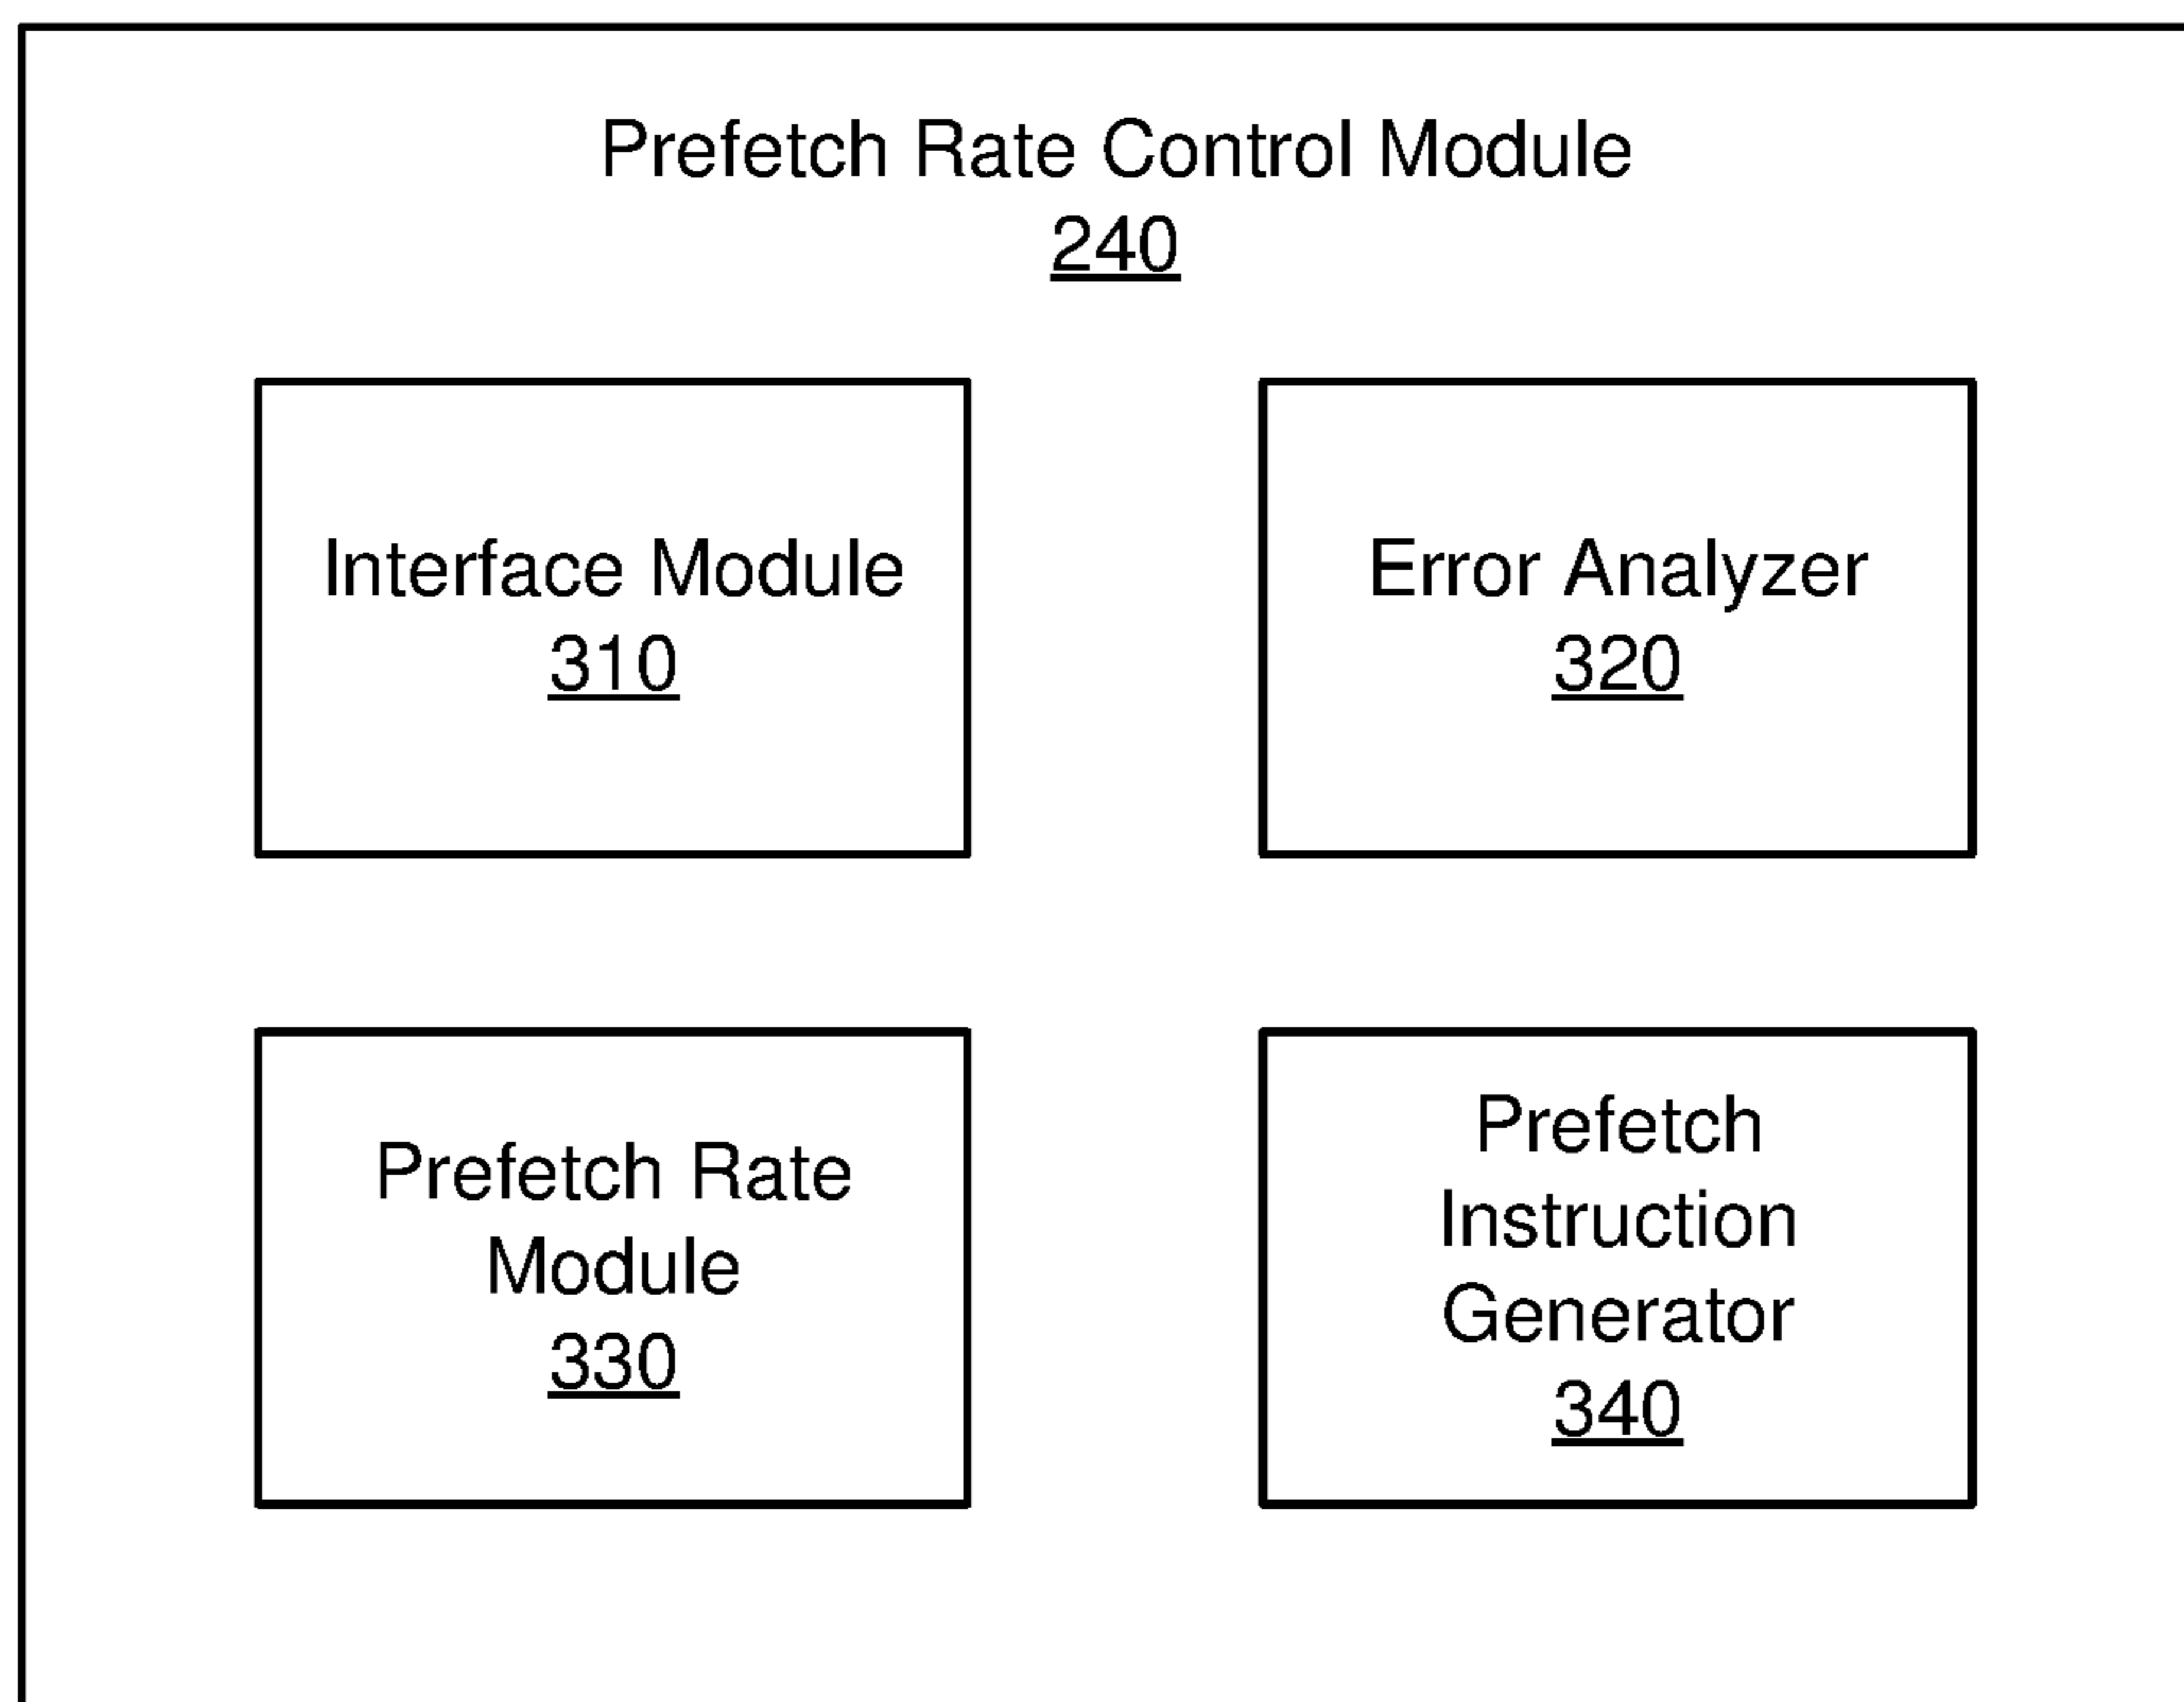 Prefetch Rate Control Module
240
Interface Module
310
Error Analyzer
320
Prefetch Rate
Module
330
Prefetch
Instruction
Generator
340